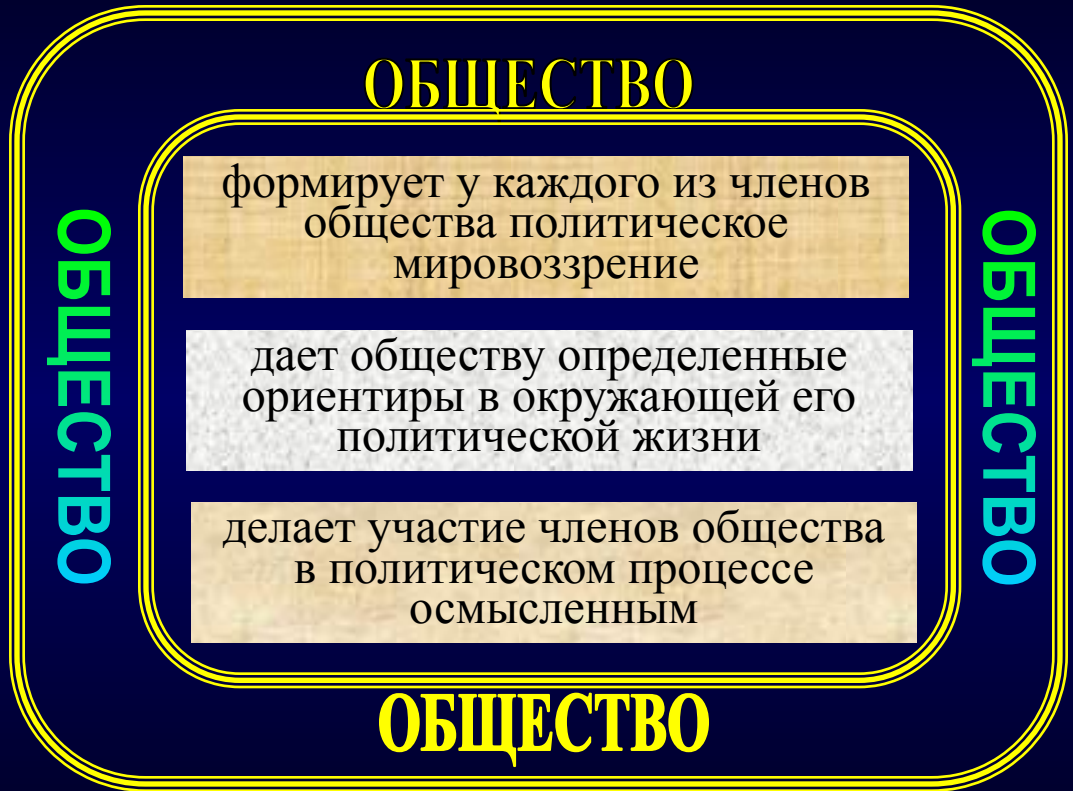 ОБЩЕСТВО
ОБЩЕСТВО
формирует у каждого из членов
общества политическое
мировоззрение
дает обществу определенные
ориентиры в окружающей его
политической жизни
делает участие членов общества
в политическом процессе
осмысленным
ОБЩЕСТВО
ОБЩЕСТВО